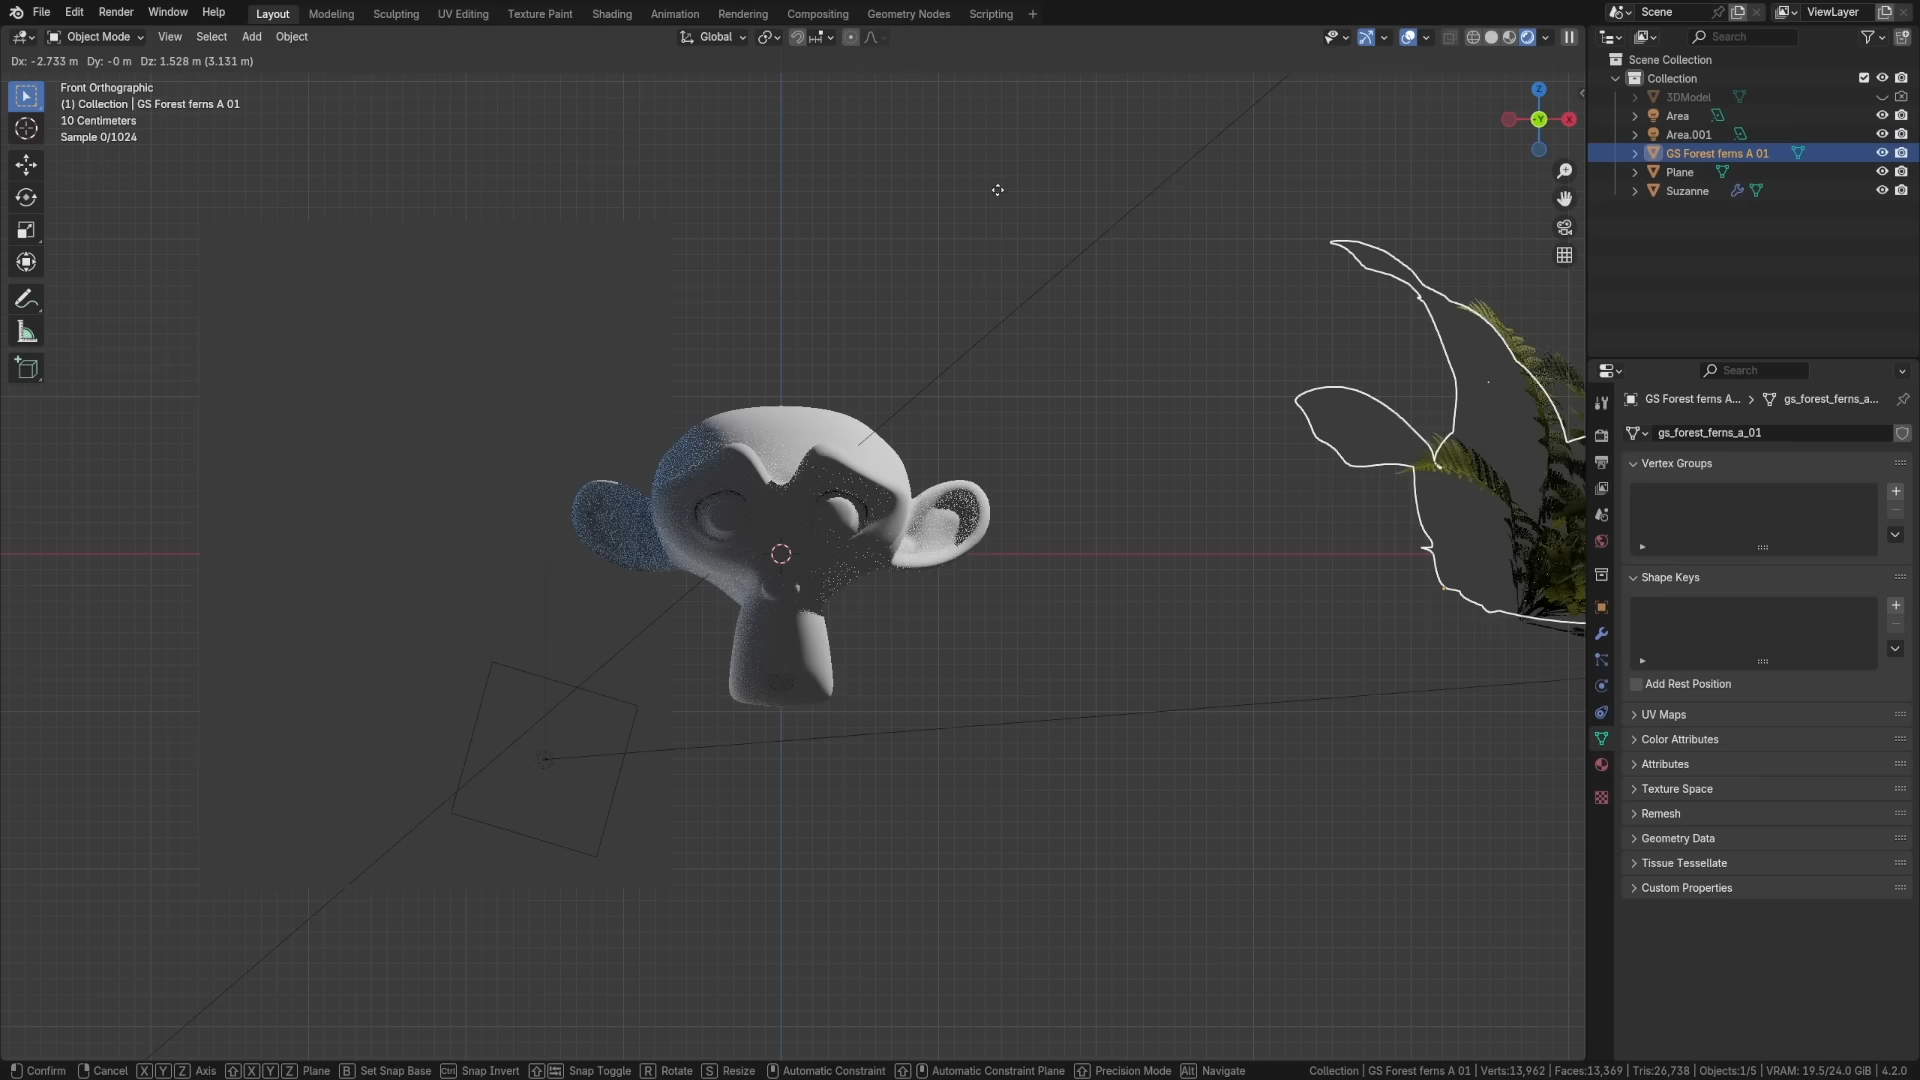 File Edit Render Window Help
Layout Modeling Sculpting UV Editing Texture Paint Shading Animation Rendering Compositing Geometry Nodes Scripting +
Scene
ViewLayer
Object Mode View Select Add Object
Global
Search
Dx: -2.733 m Dy: -0 m Dz: 1.528 m (3.131 m)
Front Orthographic
(1) Collection | GS Forest ferns A 01
10 Centimeters
Sample 0/1024
Z
-Y
X
Scene Collection
Collection
3DModel
Area
Area.001
GS Forest ferns A 01
Plane
Suzanne
Search
GS Forest ferns A... > gs_forest_ferns_a...
gs_forest_ferns_a_01
Vertex Groups
Shape Keys
Add Rest Position
UV Maps
Color Attributes
Attributes
Texture Space
Remesh
Geometry Data
Tissue Tessellate
Custom Properties
Confirm Cancel X Y Z Axis X Y Z Plane B Set Snap Base Ctrl Snap Invert Snap Toggle R Rotate S Resize Automatic Constraint Automatic Constraint Plane Precision Mode Alt Navigate Collection | GS Forest ferns A 01 | Verts:13,962 | Faces:13,369 | Tris:26,738 | Objects:1/5 | VRAM: 19.5/24.0 GiB | 4.2.0